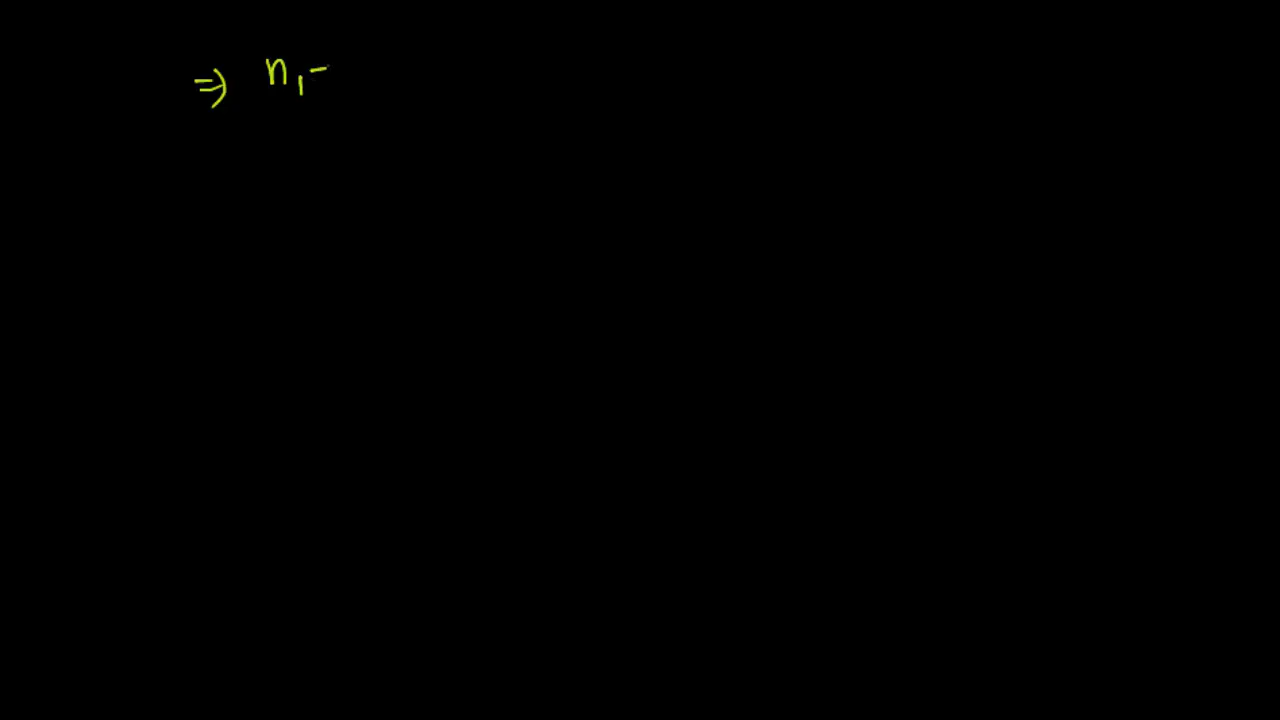 ⇒ n₁ -